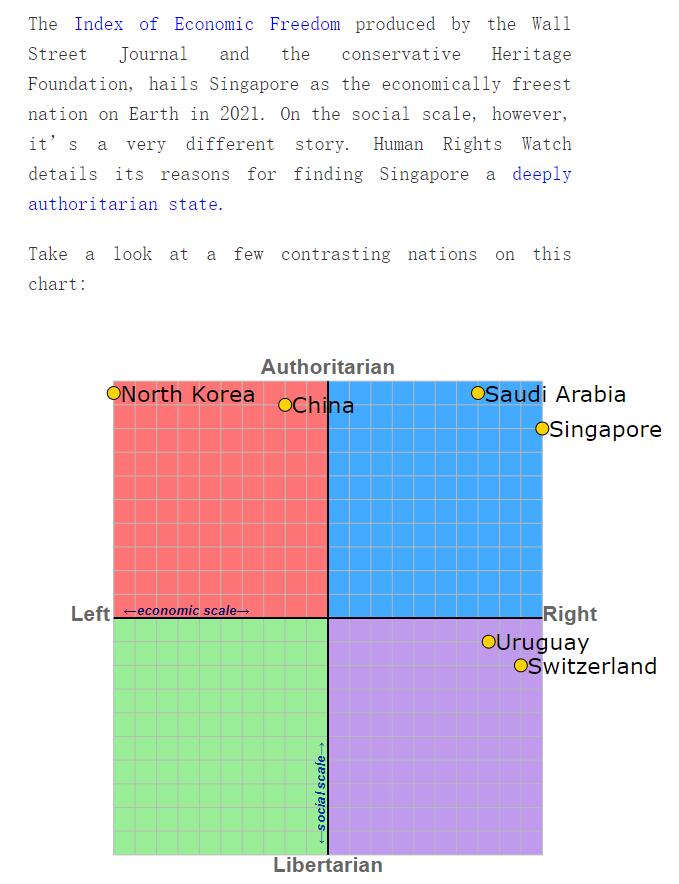 The Index of Economic Freedom produced by the Wall
Street Journal and the conservative Heritage
Foundation, hails Singapore as the economically freest
nation on Earth in 2021. On the social scale, however,
it’s a very different story. Human Rights Watch
details its reasons for finding Singapore a deeply
authoritarian state.
Take a look at a few contrasting nations on this
chart:
Authoritarian
North Korea
Saudi Arabia
China
Singapore
←economic scale→
Left
Right
Uruguay
Switzerland
←social scale→
Libertarian